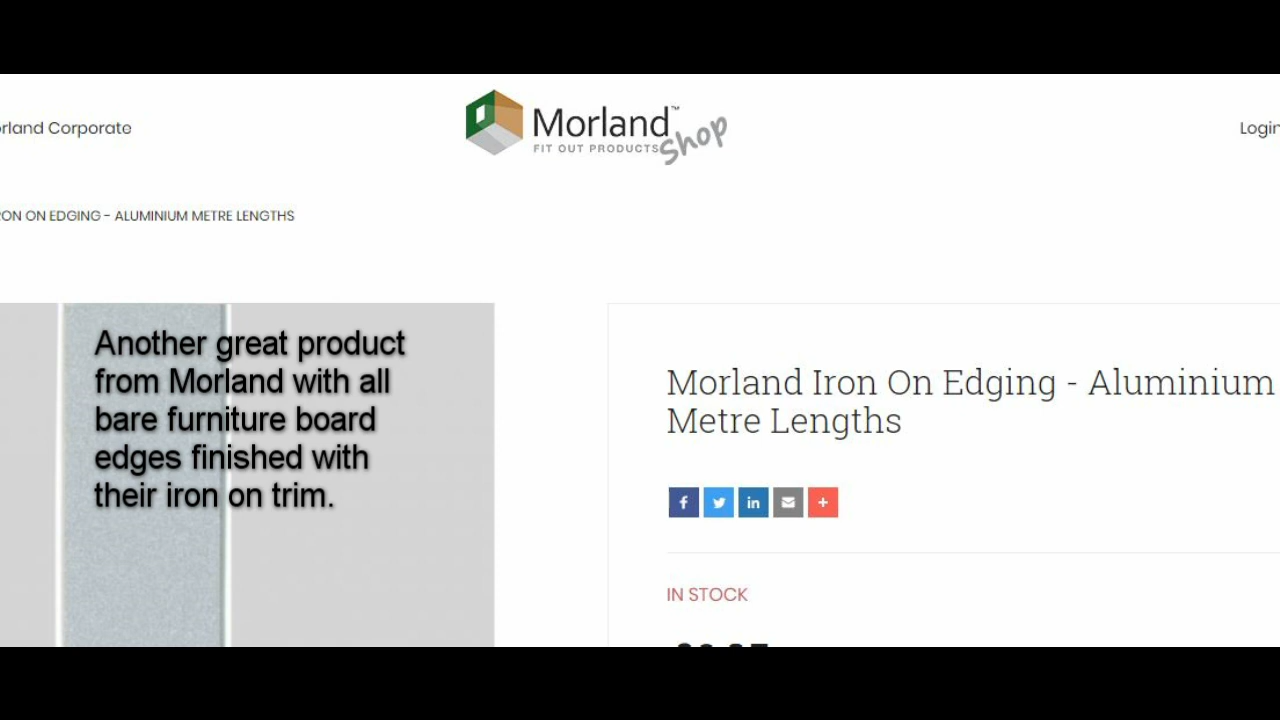 rland Corporate
Morland™
FIT OUT PRODUCTS
Shop
Login
ON ON EDGING - ALUMINIUM METRE LENGTHS
Another great product
from Morland with all
bare furniture board
edges finished with
their iron on trim.
Morland Iron On Edging - Aluminium
Metre Lengths
IN STOCK